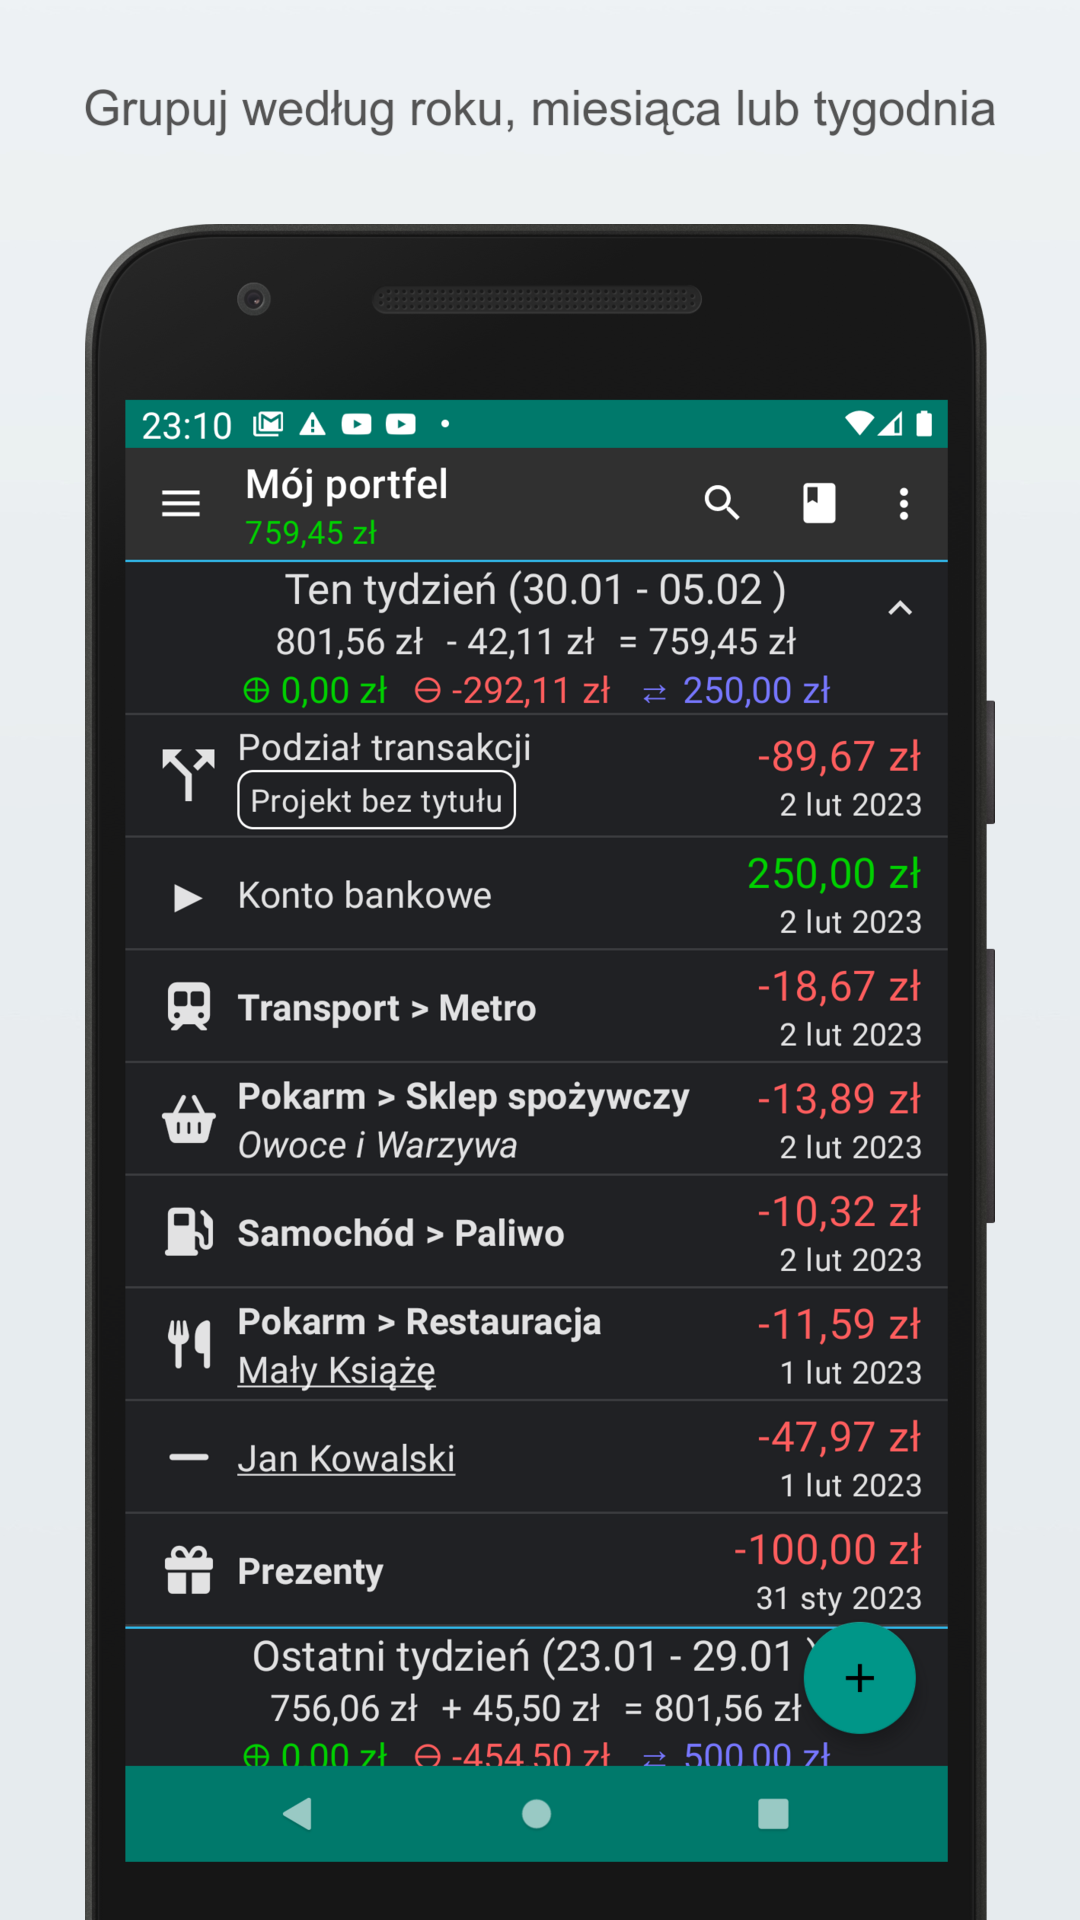 Grupuj według roku, miesiąca lub tygodnia
23:10
Mój portfel
759,45 zł
Ten tydzień (30.01 - 05.02 )
801,56 zł - 42,11 zł = 759,45 zł
⊕ 0,00 zł ⊖ -292,11 zł ⇄ 250,00 zł
Podział transakcji
-89,67 zł
Projekt bez tytułu
2 lut 2023
Konto bankowe
250,00 zł
2 lut 2023
Transport > Metro
-18,67 zł
2 lut 2023
Pokarm > Sklep spożywczy
-13,89 zł
Owoce i Warzywa
2 lut 2023
Samochód > Paliwo
-10,32 zł
2 lut 2023
Pokarm > Restauracja
-11,59 zł
Mały Książę
1 lut 2023
Jan Kowalski
-47,97 zł
1 lut 2023
Prezenty
-100,00 zł
31 sty 2023
Ostatni tydzień (23.01 - 29.01 )
756,06 zł + 45,50 zł = 801,56 zł
⊕ 0,00 zł ⊖ -454,50 zł ⇄ 500,00 zł